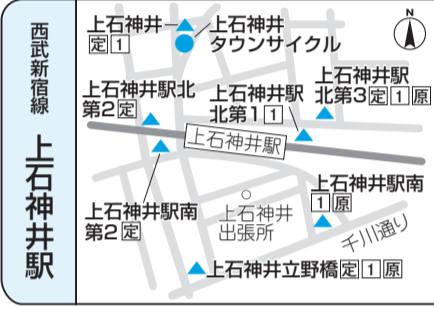 西武新宿線
上石神井駅
上石神井
定 1
上石神井
タウンサイクル
N
上石神井駅北
第2 定
上石神井駅
北第1 1
上石神井駅
北第3 定 1 原
上石神井駅
上石神井駅南
第2 定
上石神井
出張所
上石神井駅南
1 原
千川通り
上石神井立野橋 定 1 原